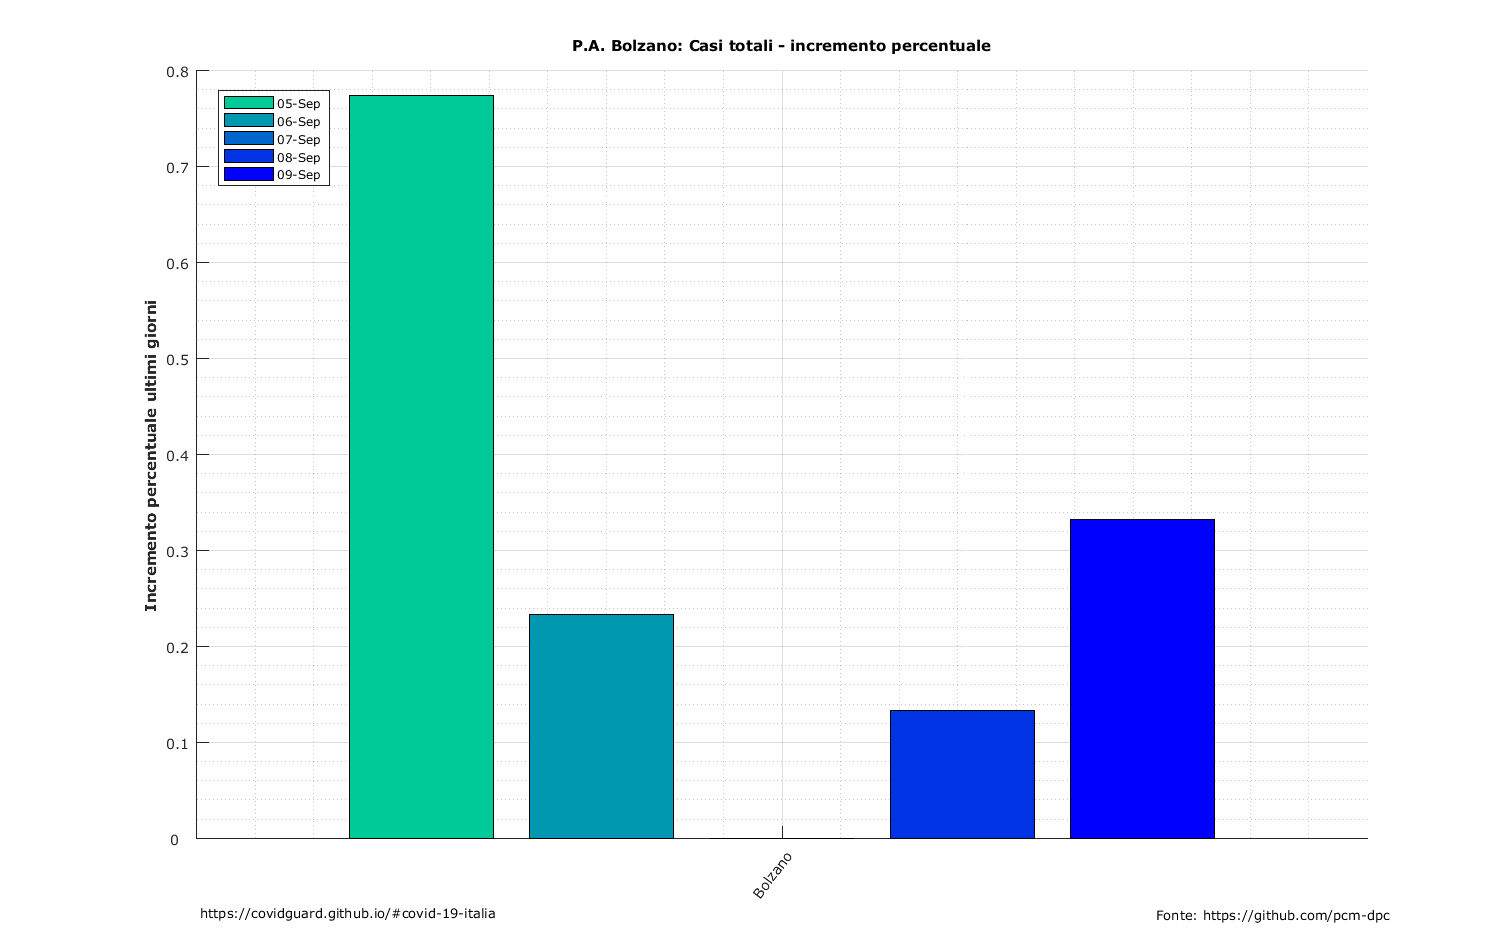 P.A. Bolzano: Casi totali - incremento percentuale
Incremento percentuale ultimi giorni
0.8
0.7
0.6
0.5
0.4
0.3
0.2
0.1
0
05-Sep
06-Sep
07-Sep
08-Sep
09-Sep
Bolzano
https://covidguard.github.io/#covid-19-italia
Fonte: https://github.com/pcm-dpc